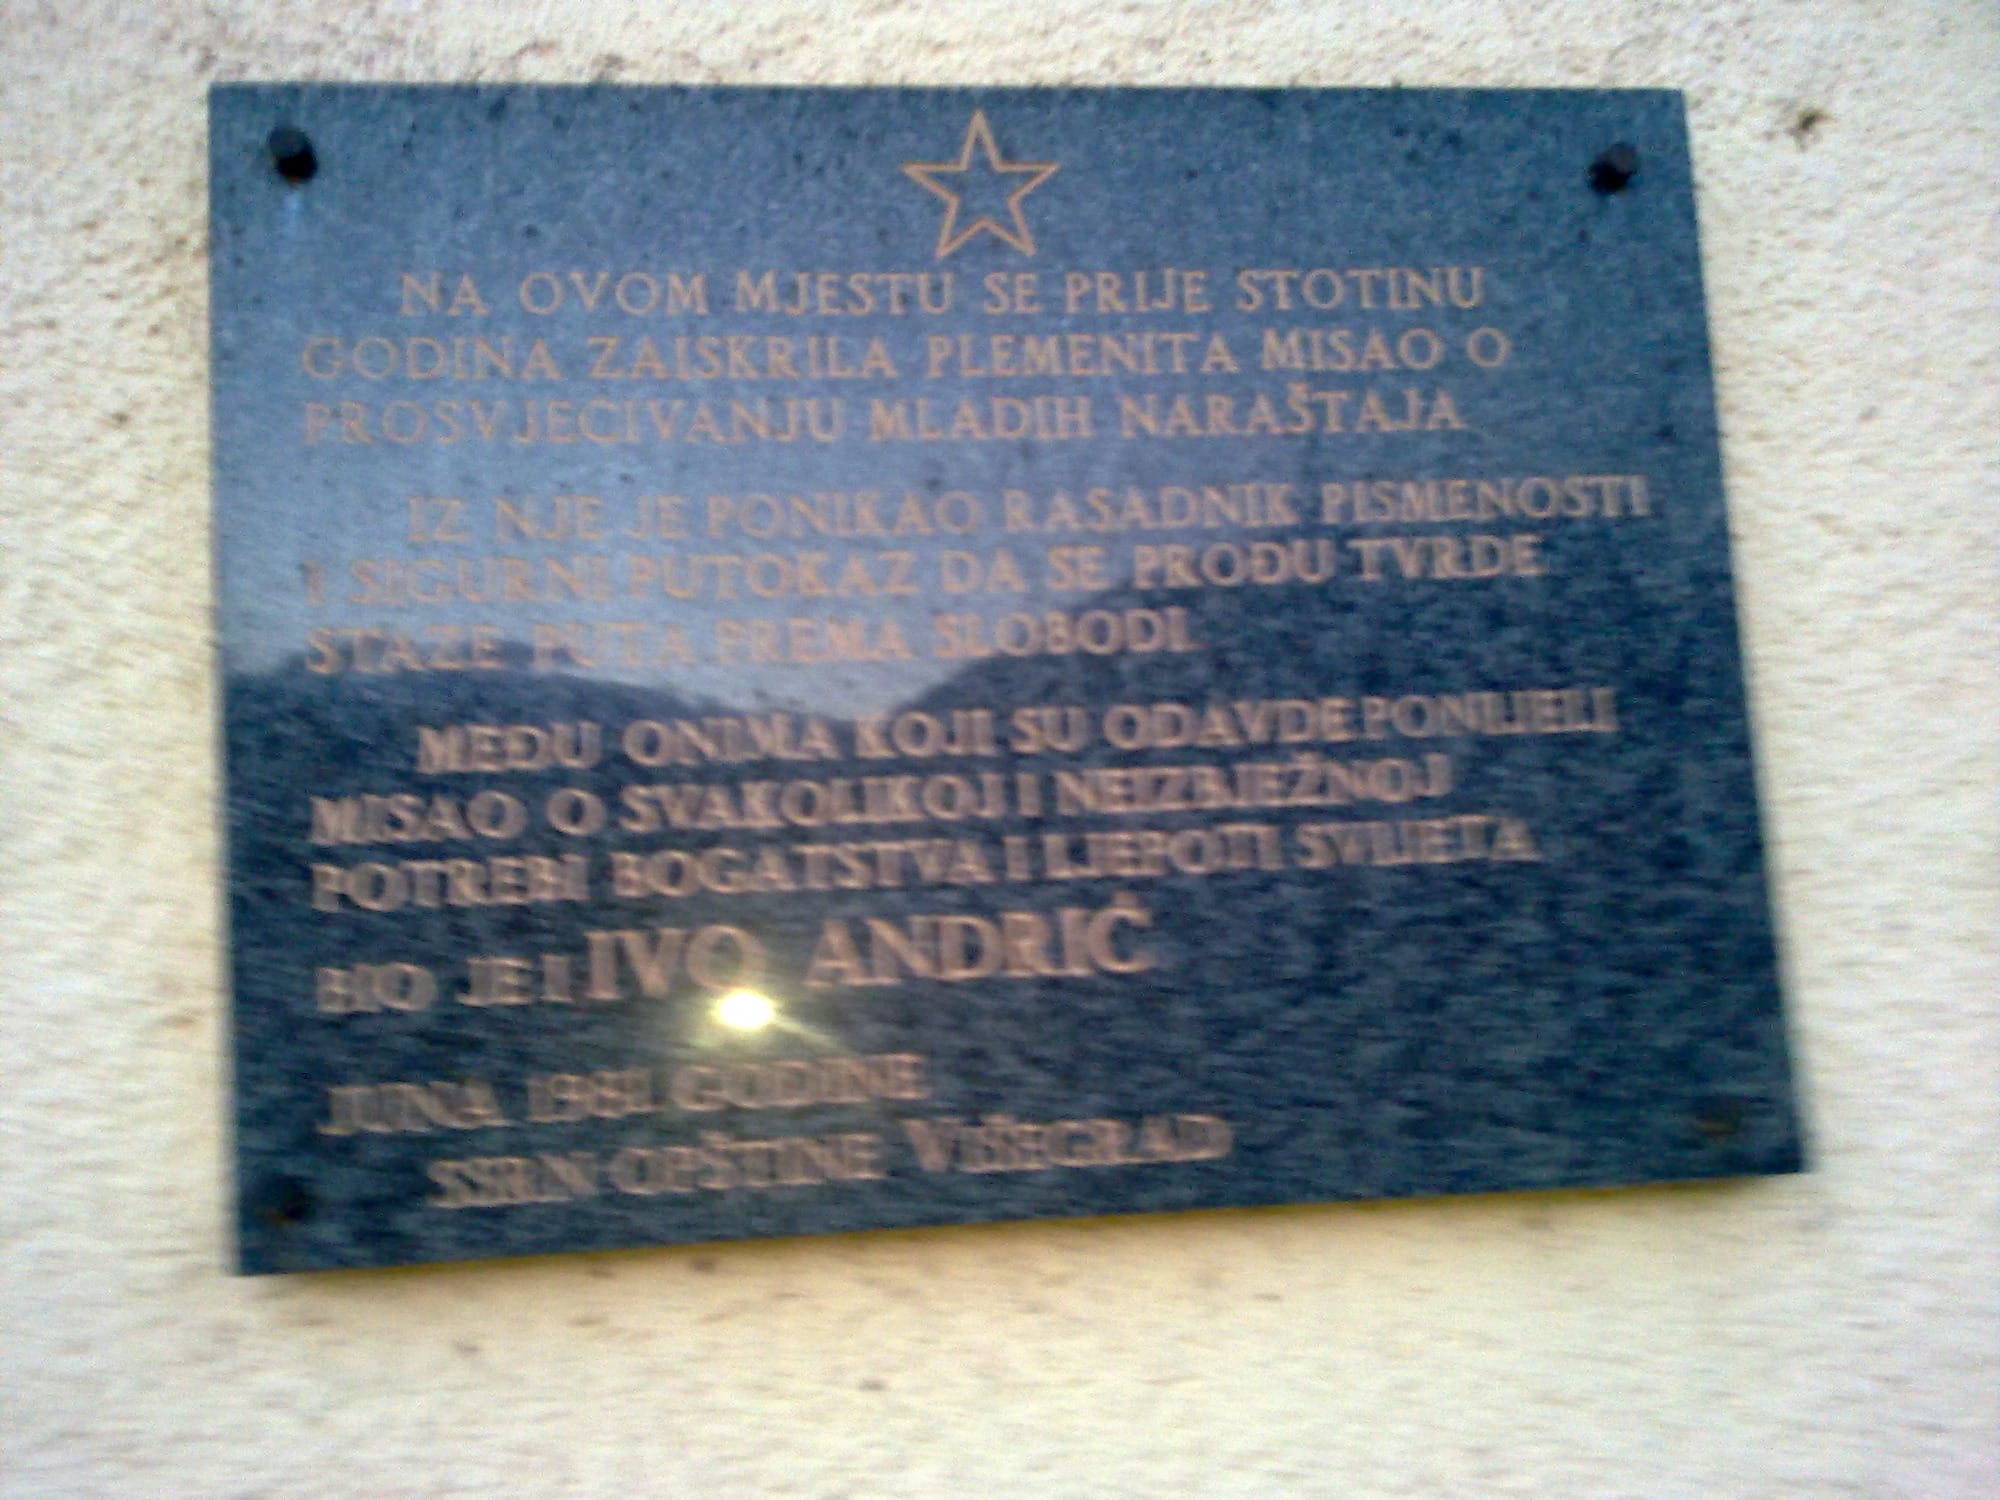 NA OVOM MJESTU SE PRIJE STOTINU
GODINA ZAISKRILA PLEMENITA MISAO O
PROSVJEĆIVANJU MLADIH NARAŠTAJA
IZ NJE JE PONIKAO RASADNIK PISMENOSTI
I SIGURNI PUTOKAZ DA SE PROĐU TVRDE
STAZE PUTA PREMA SLOBODI.
MEĐU ONIMA KOJI SU ODAVDE PONIJELI
MISAO O SVAKOLIKOJ I NEIZBJEŽNOJ
POTREBI BOGATSTVA I LJEPOTI SVIJETA
BIO JE I IVO ANDRIĆ
JUNA 1981. GODINE
SSRN OPŠTINE VIŠEGRAD